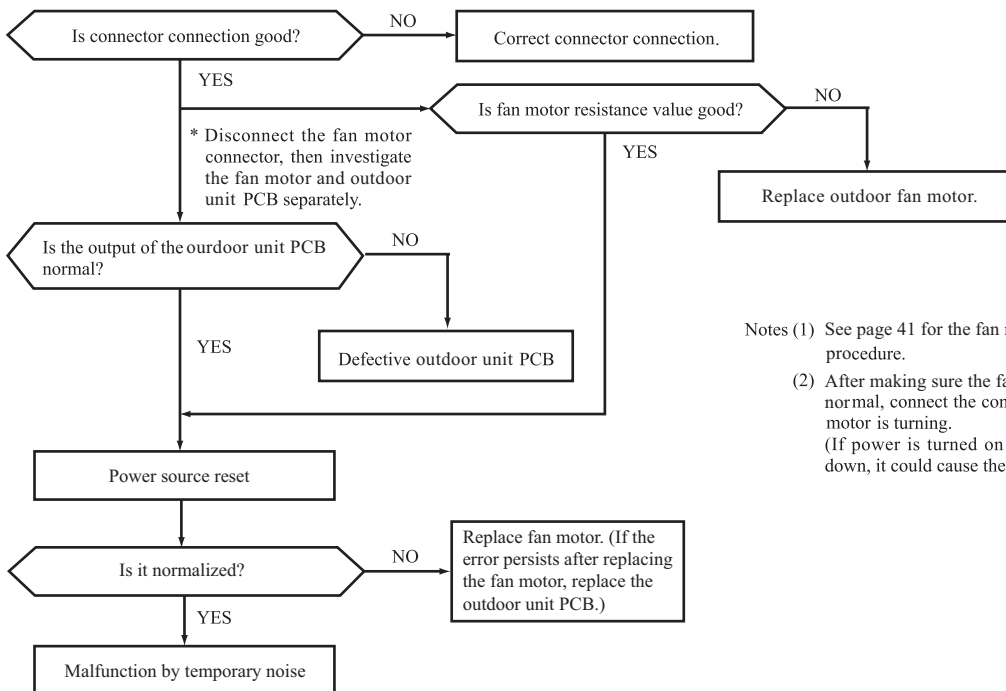 Is connector connection good?
NO
Correct connector connection.
YES
Is fan motor resistance value good?
NO
YES
Replace outdoor fan motor.
* Disconnect the fan motor
connector, then investigate
the fan motor and outdoor
unit PCB separately.
Is the output of the ourdoor unit PCB
normal?
NO
YES
Defective outdoor unit PCB
Notes (1) See page 41 for the fan
procedure.
(2) After making sure the
normal, connect the
motor is turning.
(If power is turned on
down, it could cause the
Power source reset
Is it normalized?
NO
Replace fan motor. (If the
error persists after replacing
the fan motor, replace the
outdoor unit PCB.)
YES
Malfunction by temporary noise